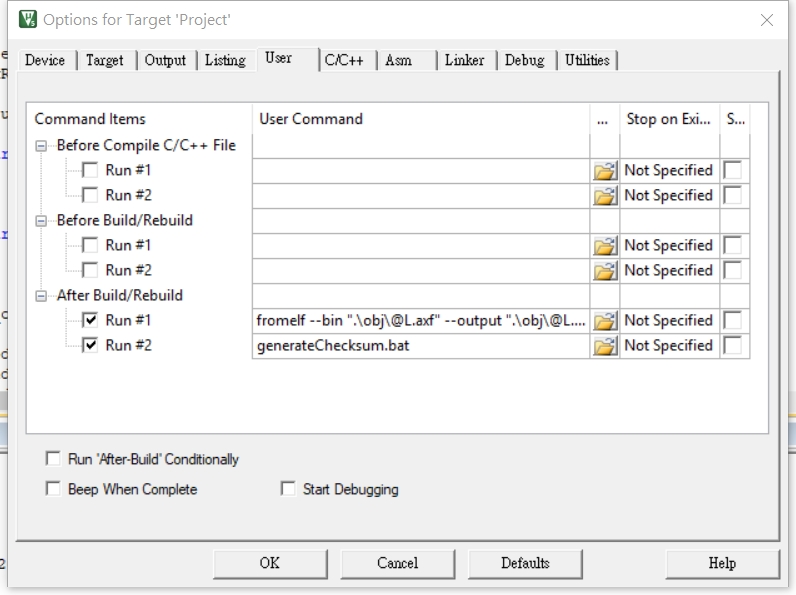 Options for Target 'Project'
Device Target Output Listing User C/C++ Asm Linker Debug Utilities
Command Items User Command ... Stop on Exi... S...
Before Compile C/C++ File
Run #1 Not Specified
Run #2 Not Specified
Before Build/Rebuild
Run #1 Not Specified
Run #2 Not Specified
After Build/Rebuild
Run #1 fromelf --bin ".\obj\@L.axf" --output ".\obj\@L.... Not Specified
Run #2 generateChecksum.bat Not Specified
Run 'After-Build' Conditionally
Beep When Complete Start Debugging
OK Cancel Defaults Help